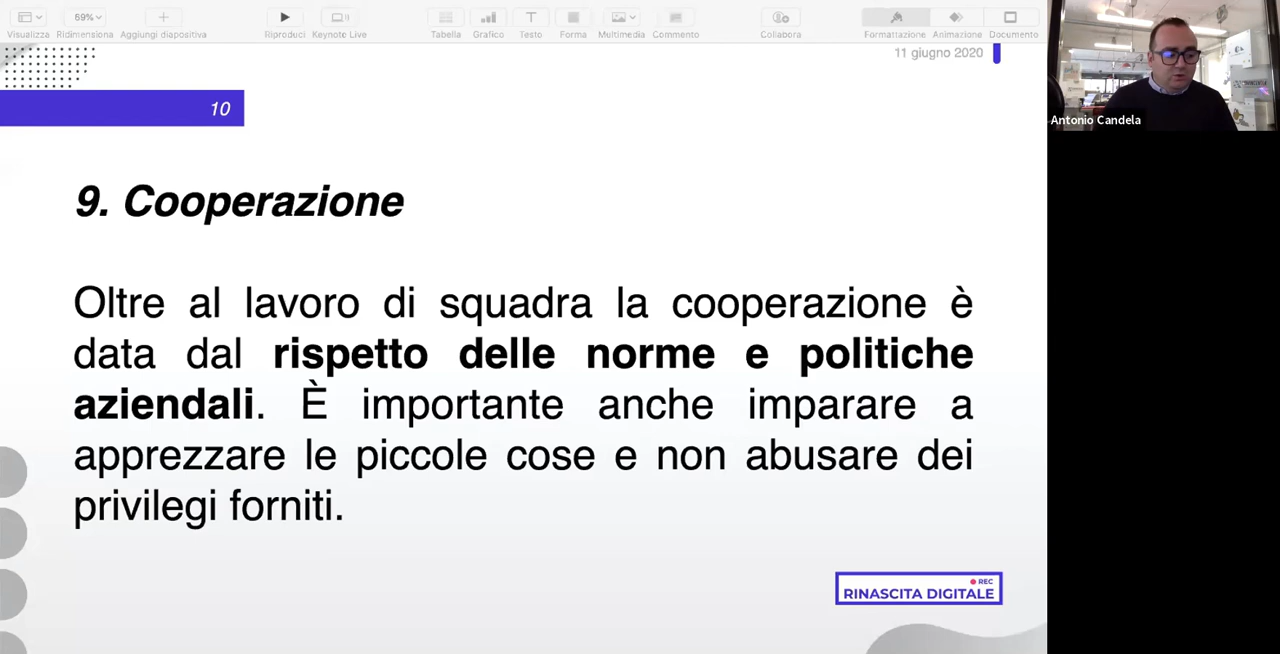 69%
Visualizza Ridimensiona Aggiungi diapositiva Riproduci Keynote Live Tabella Grafico Testo Forma Multimedia Commento Collabora Formattazione Animazione Documento
11 giugno 2020
10
Antonio Candela
9. Cooperazione
Oltre al lavoro di squadra la cooperazione è
data dal rispetto delle norme e politiche
aziendali. È importante anche imparare a
apprezzare le piccole cose e non abusare dei
privilegi forniti.
REC
RINASCITA DIGITALE